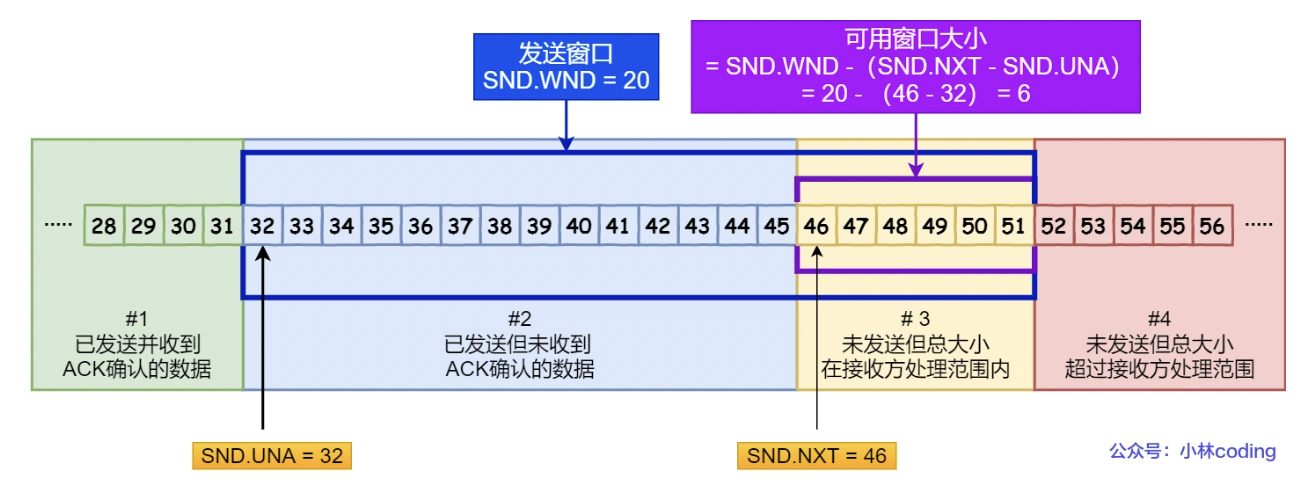 发送窗口
SND.WND = 20
可用窗口大小
= SND.WND -（SND.NXT - SND.UNA）
= 20 - （46 - 32） = 6
..... 28 29 30 31 32 33 34 35 36 37 38 39 40 41 42 43 44 45 46 47 48 49 50 51 52 53 54 55 56 .....
#1
已发送并收到
ACK确认的数据
#2
已发送但未收到
ACK确认的数据
# 3
未发送但总大小
在接收方处理范围内
#4
未发送但总大小
超过接收方处理范围
SND.UNA = 32
SND.NXT = 46
公众号：小林coding